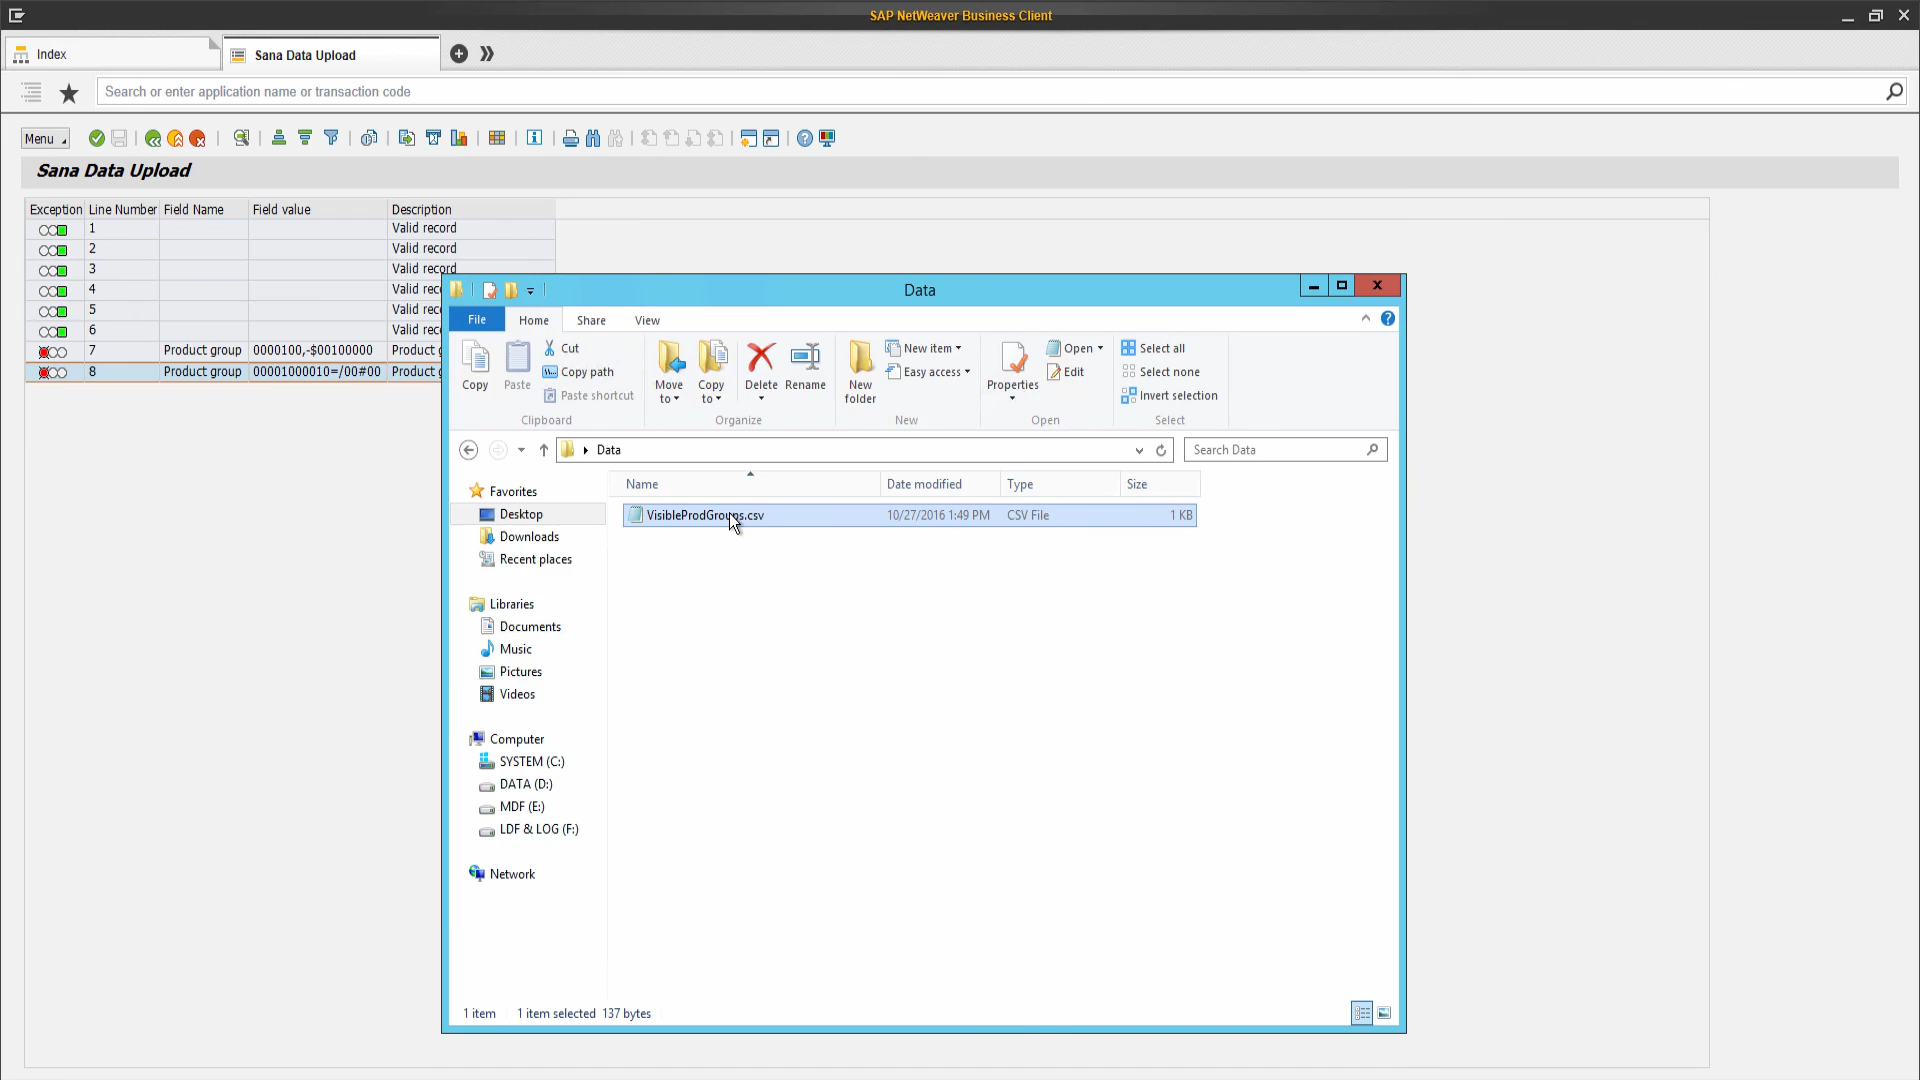 SAP NetWeaver Business Client
Index
Sana Data Upload
Search or enter application name or transaction code
Menu
Sana Data Upload
Exception Line Number Field Name Field value Description
1 Valid record
2 Valid record
3 Valid record
4 Valid rec
5 Valid rec
6 Valid rec
7 Product group 0000100,-$00100000 Product g
8 Product group 00001000010=/00#00 Product g
Data
File Home Share View
Copy Paste Cut Copy path Paste shortcut
Clipboard
Move to Copy to Delete Rename
Organize
New folder New item Easy access
New
Properties Open Edit
Open
Select all
Select none
Invert selection
Select
Data
Search Data
Name Date modified Type Size
VisibleProdGroups.csv 10/27/2016 1:49 PM CSV File 1 KB
Favorites
Desktop
Downloads
Recent places
Libraries
Documents
Music
Pictures
Videos
Computer
SYSTEM (C:)
DATA (D:)
MDF (E:)
LDF & LOG (F:)
Network
1 item 1 item selected 137 bytes